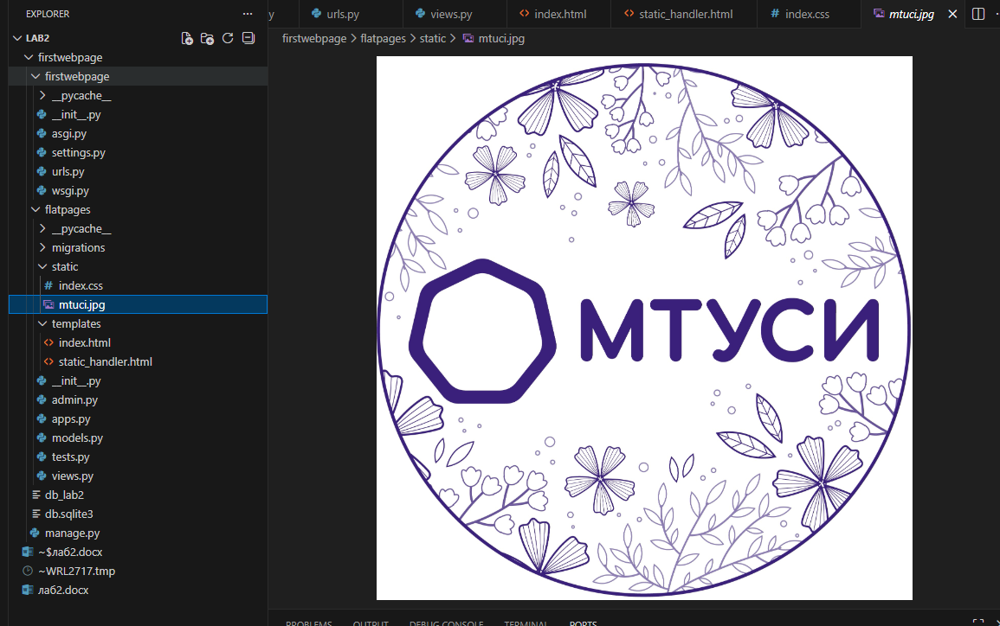 EXPLORER
LAB2
firstwebpage
firstwebpage
__pycache__
__init__.py
asgi.py
settings.py
urls.py
wsgi.py
flatpages
__pycache__
migrations
static
index.css
mtuci.jpg
templates
index.html
static_handler.html
__init__.py
admin.py
apps.py
models.py
tests.py
views.py
db_lab2
db.sqlite3
manage.py
~$лаб2.docx
~WRL2717.tmp
лаб2.docx
y urls.py views.py index.html static_handler.html index.css mtuci.jpg
firstwebpage > flatpages > static > mtuci.jpg
МТУСИ
PROBLEMS OUTPUT DEBUG CONSOLE TERMINAL PORTS